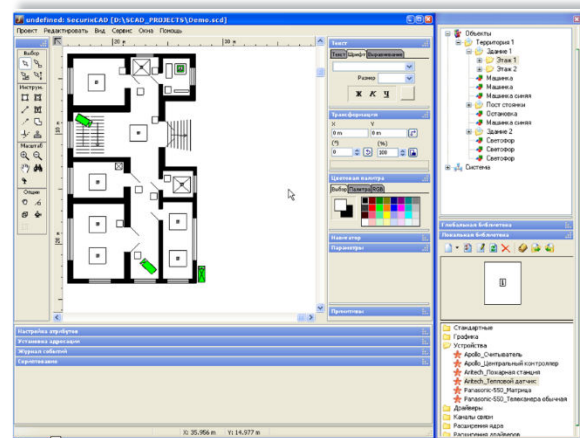 undefined: SecurixCAD [D:\SCAD_PROJECTS\Demo.scd]
Проект Редактировать Вид Сервис Окна Помощь
Выбор
Инструм.
Масштаб
Опции
20 м
30 м
Текст
Текст Шрифт Выравнивание
Размер
Ж К Ч
Трансформация
X Y
0 m 0 m
(°) (%)
0 100
Цветовая палитра
Выбор Палитра RGB
Навигатор
Параметры
Примитивы
Настройка атрибутов
Установка адресации
Журнал событий
X: 35.956 m Y: 14.977 m
Объекты
Территория 1
Здание 1
Этаж 1
Этаж 2
Машинка
Машинка
Машинка синяя
Пост стоянки
Остановка
Машинка синяя
Здание 2
Светофор
Светофор
Светофор
Система
Глобальная библиотека
Локальная библиотека
Стандартные
Графика
Устройства
Apollo_Считыватель
Apollo_Центральный контроллер
Aritech_Пожарная станция
Aritech_Тепловой датчик
Panasonic-550_Матрица
Panasonic-550_Телекамера обычная
Драйверы
Каналы связи
Расширения ядра
Расширения драйверов